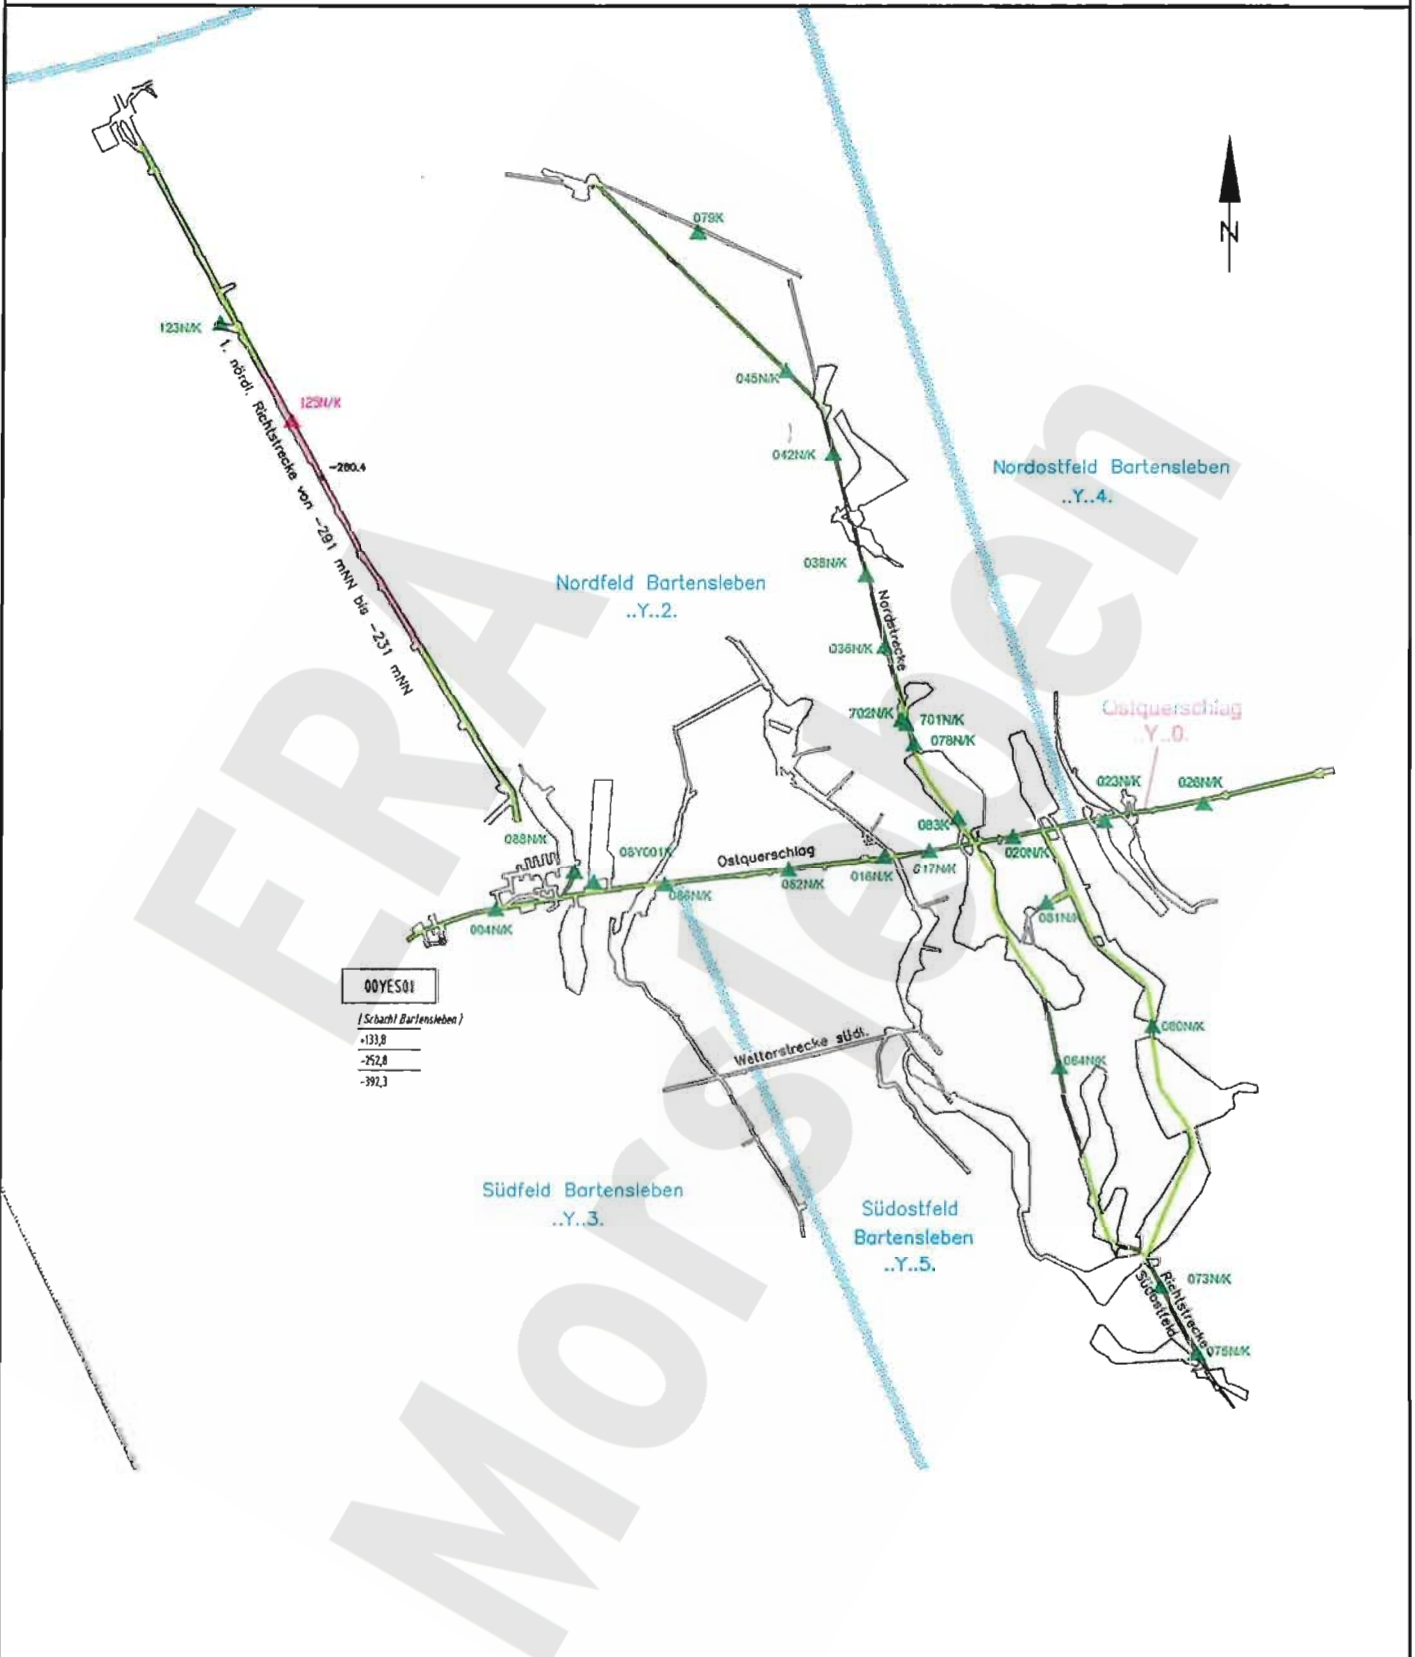 N
079K
123N/K
045N/K
125N/K
-280.4
1. nördl. Richtstrecke von -291 mNN bis -231 mNN
042N/K
Nordostfeld Bartensleben
..Y..4.
038N/K
Nordfeld Bartensleben
..Y..2.
Nordstrecke
036N/K
702N/K
701N/K
078N/K
Ostquerschlag
..Y..0.
023N/K
026N/K
083K
088N/K
08Y001K
Ostquerschlag
020N/K
016N/K
017N/K
052N/K
086N/K
081N/K
004N/K
00YES01
(Schacht Bartensleben)
+133,8
-252,8
-392,3
080N/K
Wetterstrecke südl.
064N/K
Südfeld Bartensleben
..Y..3.
Südostfeld
Bartensleben
..Y..5.
073N/K
Richtstrecke
Südostfeld
075N/K
ERA
Morsleben